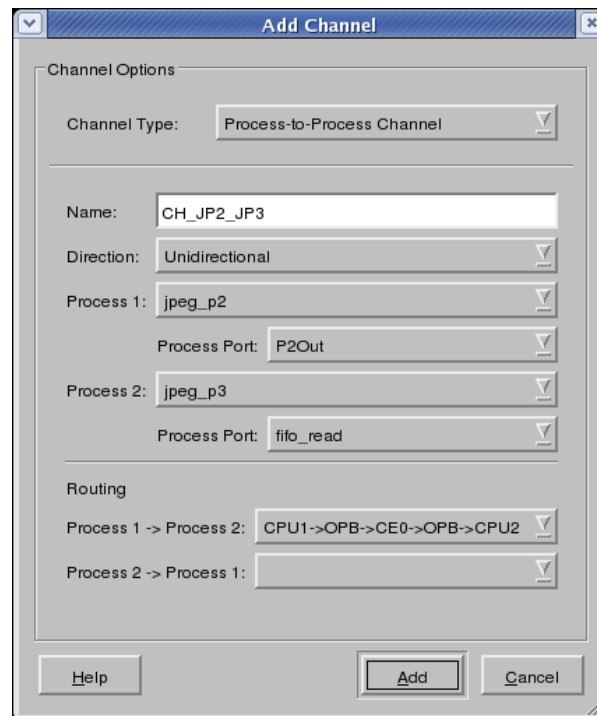 Add Channel
Channel Options
Channel Type: Process-to-Process Channel
Name: CH_JP2_JP3
Direction: Unidirectional
Process 1: jpeg_p2
Process Port: P2Out
Process 2: jpeg_p3
Process Port: fifo_read
Routing
Process 1 -> Process 2: CPU1->OPB->CE0->OPB->CPU2
Process 2 -> Process 1:
Help Add Cancel